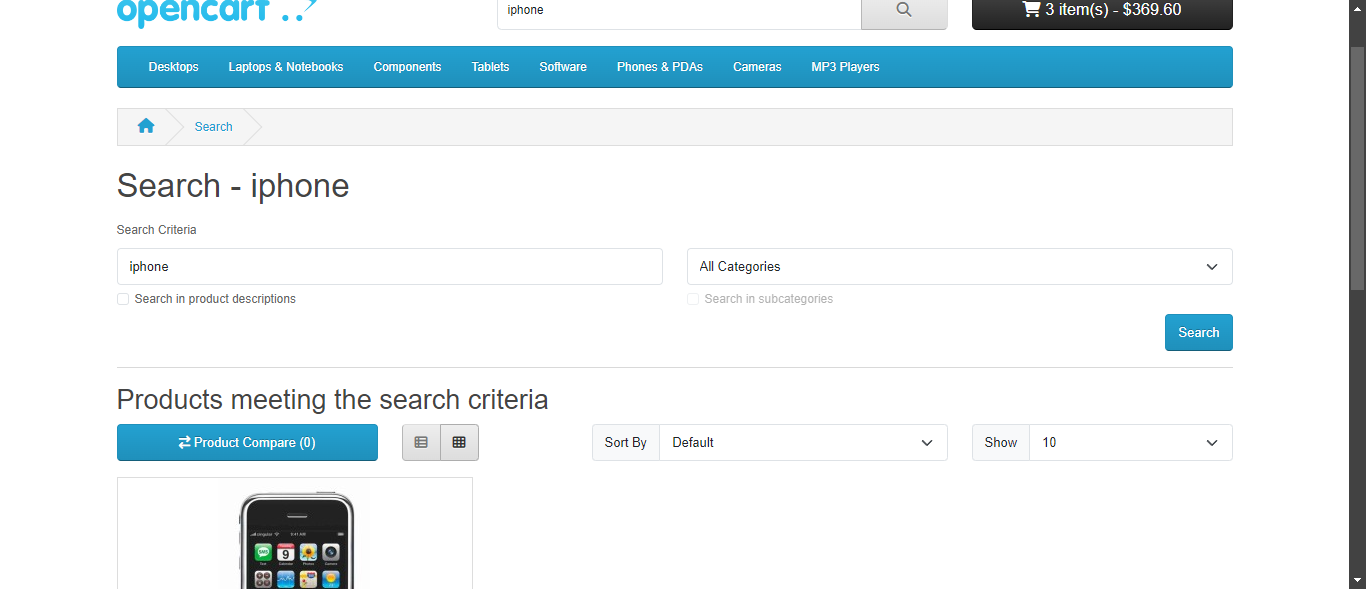 opencart
iphone
3 item(s) - $369.60
Desktops Laptops & Notebooks Components Tablets Software Phones & PDAs Cameras MP3 Players
Search
Search - iphone
Search Criteria
iphone
All Categories
Search in product descriptions
Search in subcategories
Search
Products meeting the search criteria
Product Compare (0)
Sort By Default
Show 10
9